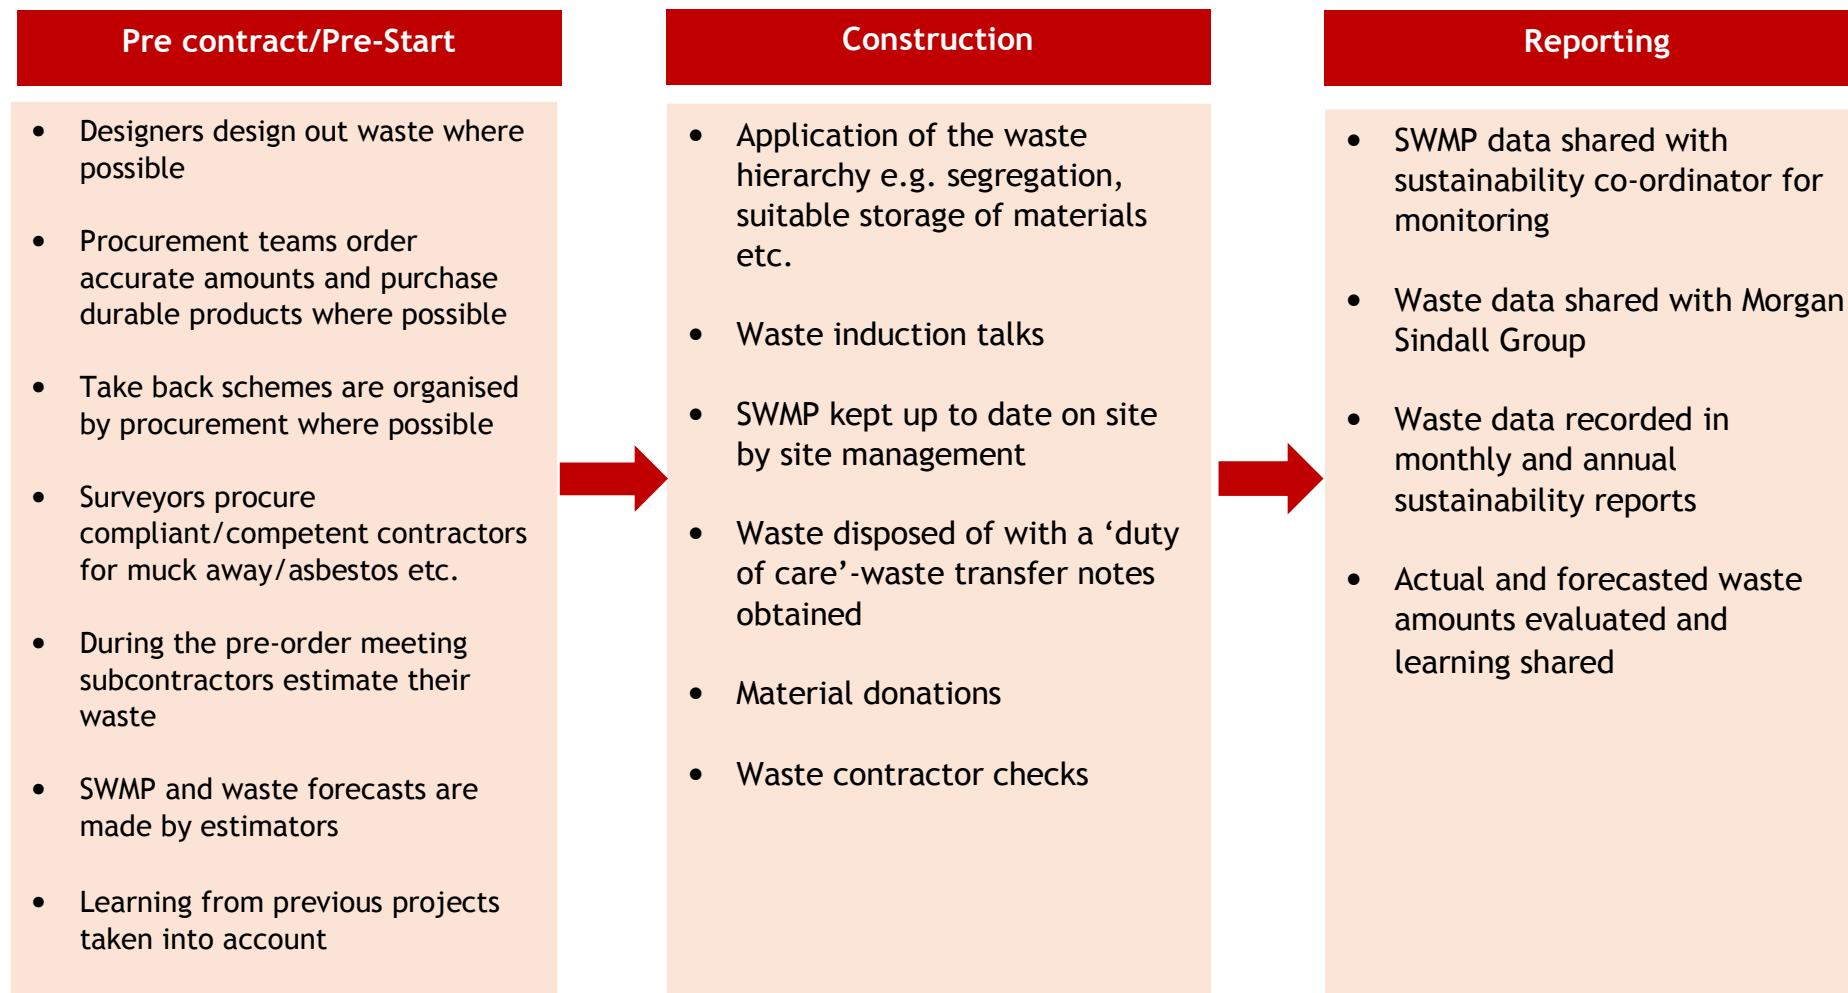 Pre contract/Pre-Start
• Designers design out waste where
possible
• Procurement teams order
accurate amounts and purchase
durable products where possible
• Take back schemes are organised
by procurement where possible
• Surveyors procure
compliant/competent contractors
for muck away/asbestos etc.
• During the pre-order meeting
subcontractors estimate their
waste
• SWMP and waste forecasts are
made by estimators
• Learning from previous projects
taken into account
Construction
• Application of the waste
hierarchy e.g. segregation,
suitable storage of materials
etc.
• Waste induction talks
• SWMP kept up to date on site
by site management
• Waste disposed of with a ‘duty
of care’-waste transfer notes
obtained
• Material donations
• Waste contractor checks
Reporting
• SWMP data shared with
sustainability co-ordinator for
monitoring
• Waste data shared with Morgan
Sindall Group
• Waste data recorded in
monthly and annual
sustainability reports
• Actual and forecasted waste
amounts evaluated and
learning shared